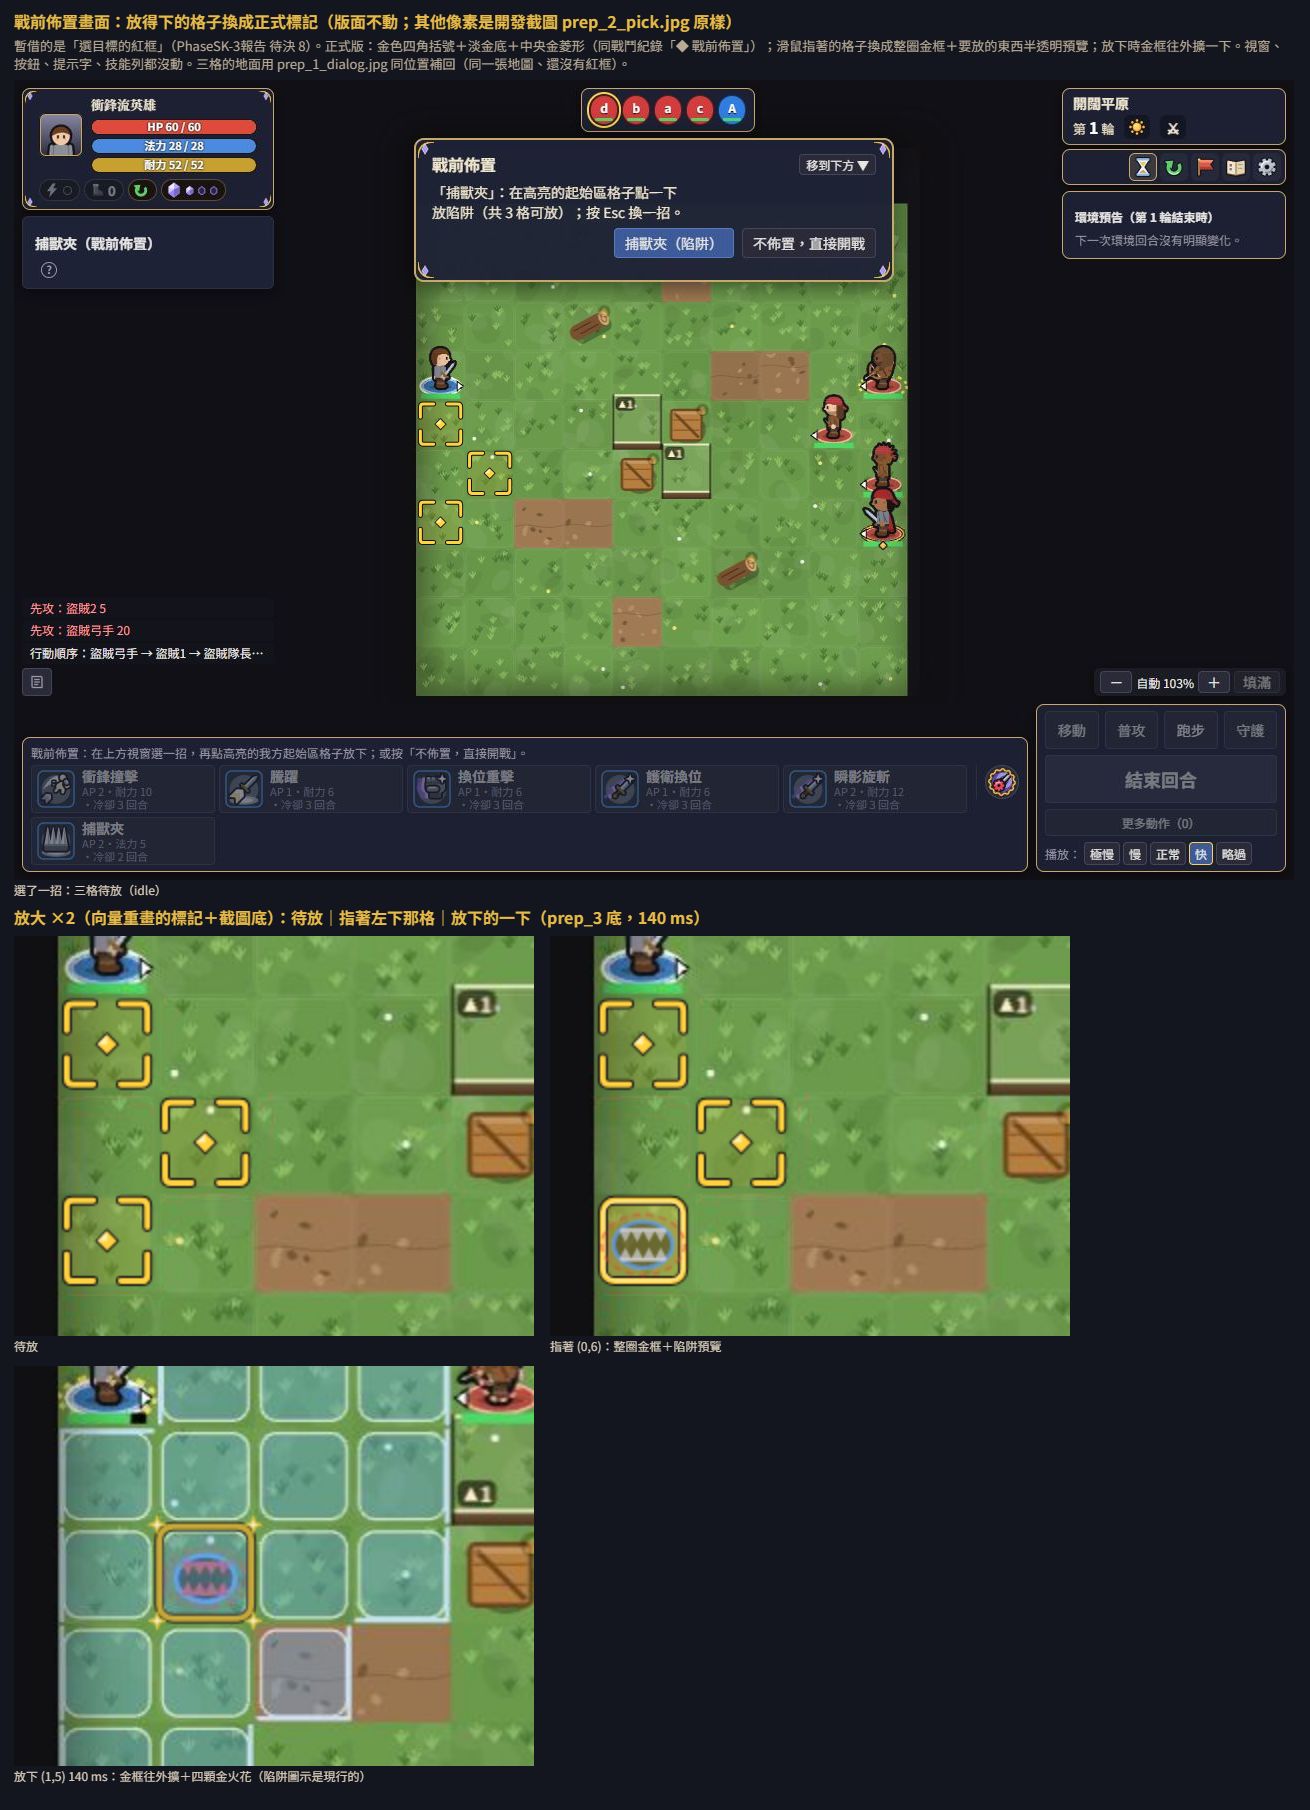 戰前佈置畫面：放得下的格子換成正式標記（版面不動；其他像素是開發截圖 prep_2_pick.jpg 原樣）
暫借的是「選目標的紅框」（PhaseSK-3報告 待決 8）。正式版：金色四角括號＋淡金底＋中央金菱形（同戰鬥紀錄「◆ 戰前佈置」）；滑鼠指著的格子換成整圈金框＋要放的東西半透明預覽；放下時金框往外擴一下。視窗、
按鈕、提示字、技能列都沒動。三格的地面用 prep_1_dialog.jpg 同位置補回（同一張地圖、還沒有紅框）。
衝鋒流英雄
HP 60 / 60
法力 28 / 28
耐力 52 / 52
0
捕獸夾（戰前佈置）
?
d b a c A
戰前佈置
移到下方▼
「捕獸夾」：在高亮的起始區格子點一下
放陷阱（共 3 格可放）；按 Esc 換一招。
捕獸夾（陷阱）
不佈置，直接開戰
開闊平原
第 1 輪
環境預告（第 1 輪結束時）
下一次環境回合沒有明顯變化。
▲1
▲1
先攻：盜賊2 5
先攻：盜賊弓手 20
行動順序：盜賊弓手 → 盜賊1 → 盜賊隊長…
− 自動 103% + 填滿
戰前佈置：在上方視窗選一招，再點高亮的我方起始區格子放下；或按「不佈置，直接開戰」。
衝鋒撞擊
AP 2・耐力 10
・冷卻 3 回合
騰躍
AP 1・耐力 6
・冷卻 3 回合
換位重擊
AP 1・耐力 6
・冷卻 3 回合
護衛換位
AP 1・耐力 6
・冷卻 3 回合
瞬影旋斬
AP 2・耐力 12
・冷卻 3 回合
捕獸夾
AP 2・法力 5
・冷卻 2 回合
移動 普攻 跑步 守護
結束回合
更多動作（0）
播放： 極慢 慢 正常 快 略過
選了一招：三格待放（idle）
放大 ×2（向量重畫的標記＋截圖底）：待放｜指著左下那格｜放下的一下（prep_3 底，140 ms）
▲1
▲1
待放
指著 (0,6)：整圈金框＋陷阱預覽
▲1
放下 (1,5) 140 ms：金框往外擴＋四顆金火花（陷阱圖示是現行的）